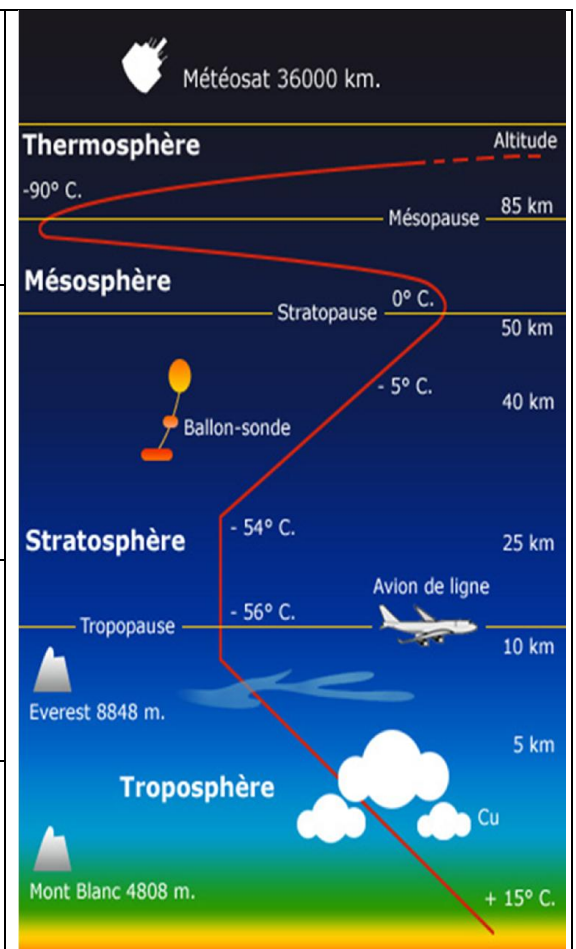 Météosat 36000 km.
Thermosphère
Altitude
-90° C.
85 km
Mésopause
Mésosphère
0° C.
Stratopause
50 km
- 5° C.
40 km
Ballon-sonde
- 54° C.
Stratosphère
25 km
Avion de ligne
- 56° C.
Tropopause
10 km
Everest 8848 m.
5 km
Troposphère
Cu
Mont Blanc 4808 m.
+ 15° C.